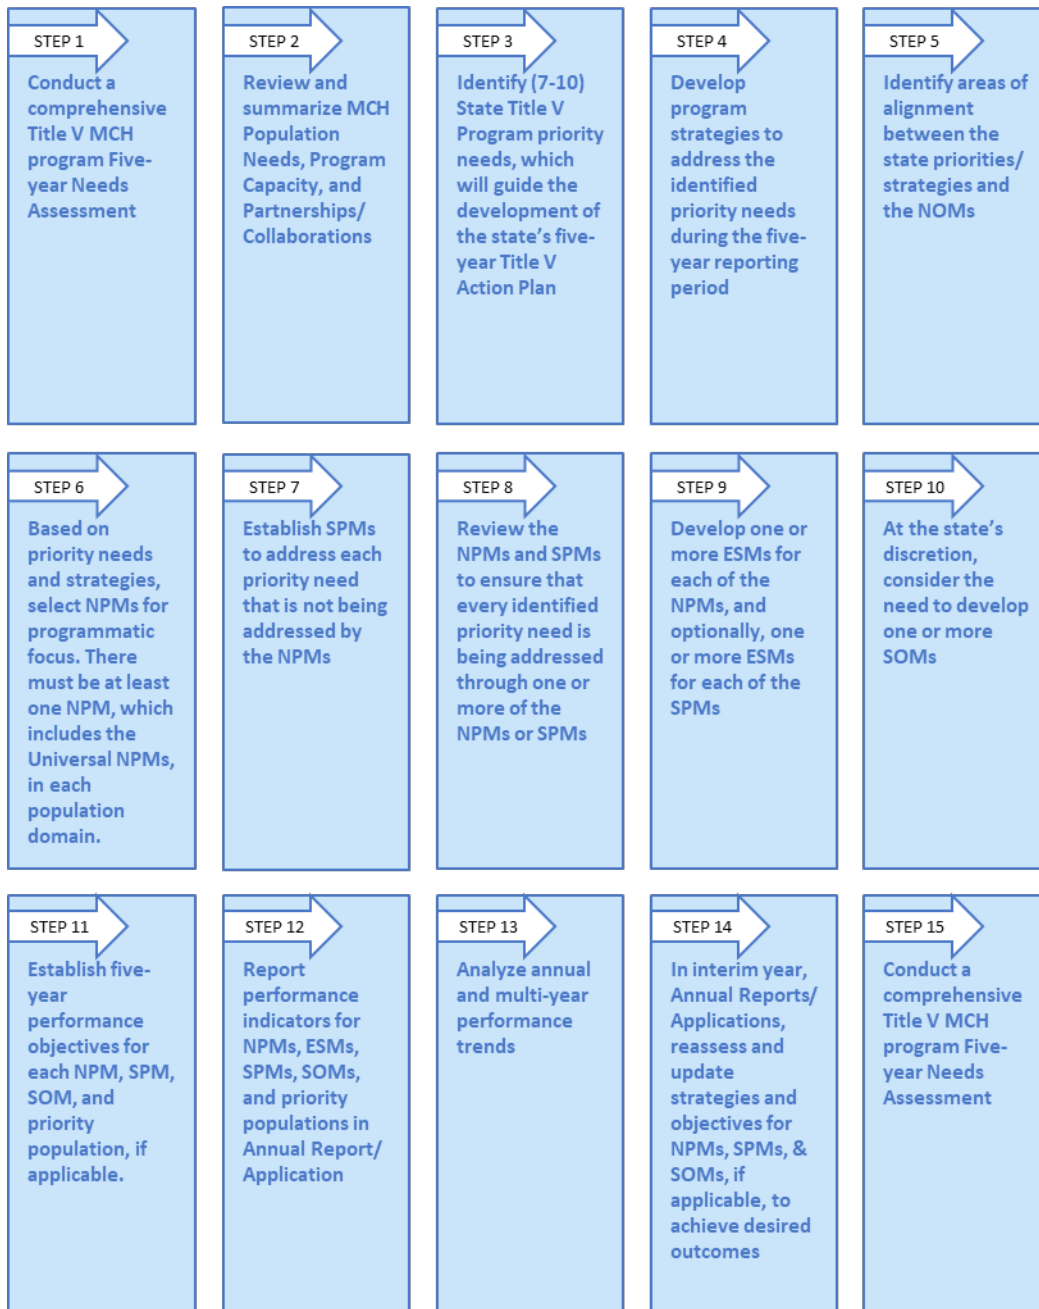 STEP 1
Conduct a
comprehensive
Title V MCH
program Five-
year Needs
Assessment
STEP 2
Review and
summarize MCH
Population
Needs, Program
Capacity, and
Partnerships/
Collaborations
STEP 3
Identify (7-10)
State Title V
Program priority
needs, which
will guide the
development of
the state's five-
year Title V
Action Plan
STEP 4
Develop
program
strategies to
address the
identified
priority needs
during the five-
year reporting
period
STEP 5
Identify areas of
alignment
between the
state priorities/
strategies and
the NOMs
STEP 6
Based on
priority needs
and strategies,
select NPMs for
programmatic
focus. There
must be at least
one NPM, which
includes the
Universal NPMs,
in each
population
domain.
STEP 7
Establish SPMs
to address each
priority need
that is not being
addressed by
the NPMs
STEP 8
Review the
NPMs and SPMs
to ensure that
every identified
priority need is
being addressed
through one or
more of the
NPMs or SPMs
STEP 9
Develop one or
more ESMs for
each of the
NPMs, and
optionally, one
or more ESMs
for each of the
SPMs
STEP 10
At the state's
discretion,
consider the
need to develop
one or more
SOMs
STEP 11
Establish five-
year
performance
objectives for
each NPM, SPM,
SOM, and
priority
population, if
applicable.
STEP 12
Report
performance
indicators for
NPMs, ESMs,
SPMs, SOMs,
and priority
populations in
Annual Report/
Application
STEP 13
Analyze annual
and multi-year
performance
trends
STEP 14
In interim year,
Annual Reports/
Applications,
reassess and
update
strategies and
objectives for
NPMs, SPMs, &
SOMs, if
applicable, to
achieve desired
outcomes
STEP 15
Conduct a
comprehensive
Title V MCH
program Five-
year Needs
Assessment